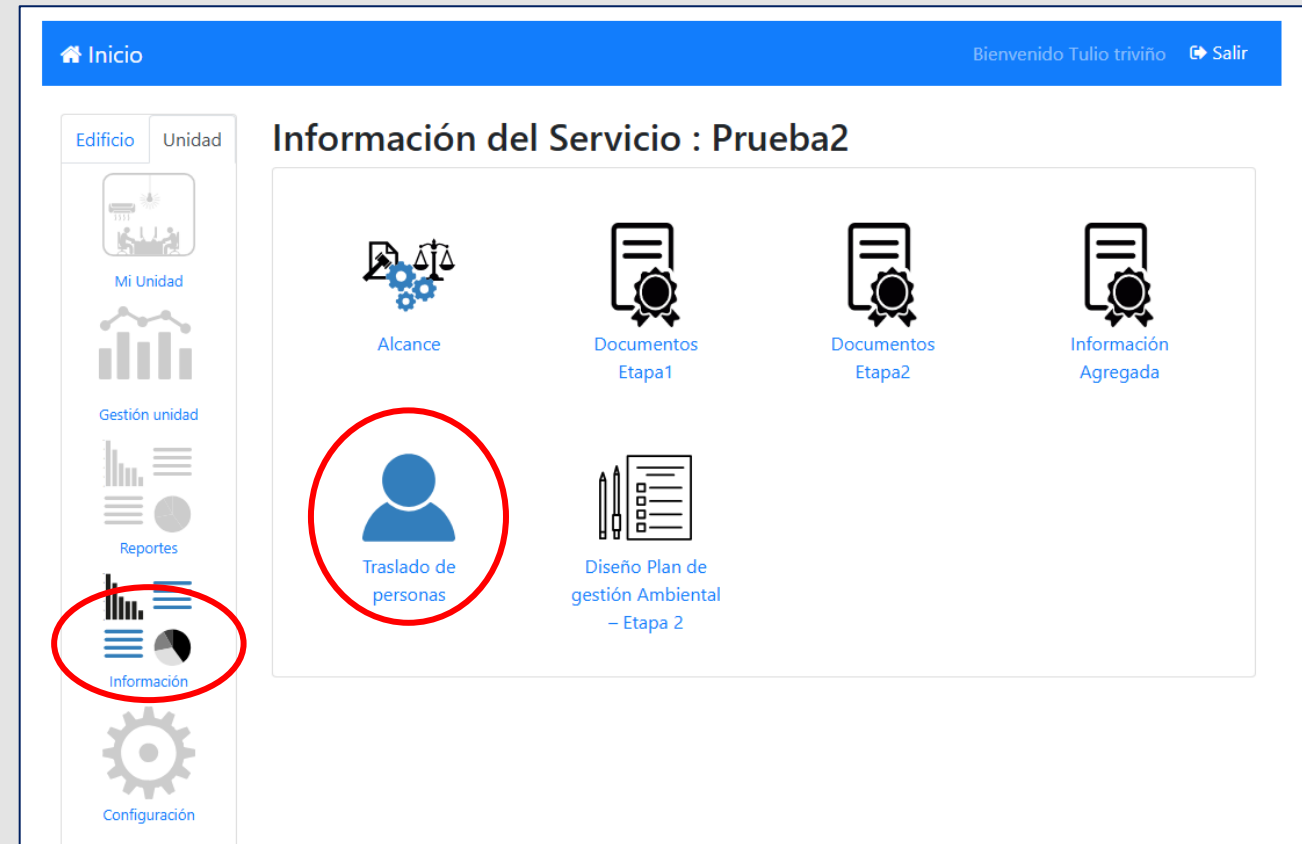 Inicio
Bienvenido Tulio triviño
Salir
Edificio
Unidad
Mi Unidad
Gestión unidad
Reportes
Información
Configuración
Información del Servicio : Prueba2
Alcance
Documentos
Etapa1
Documentos
Etapa2
Información
Agregada
Traslado de
personas
Diseño Plan de
gestión Ambiental
– Etapa 2